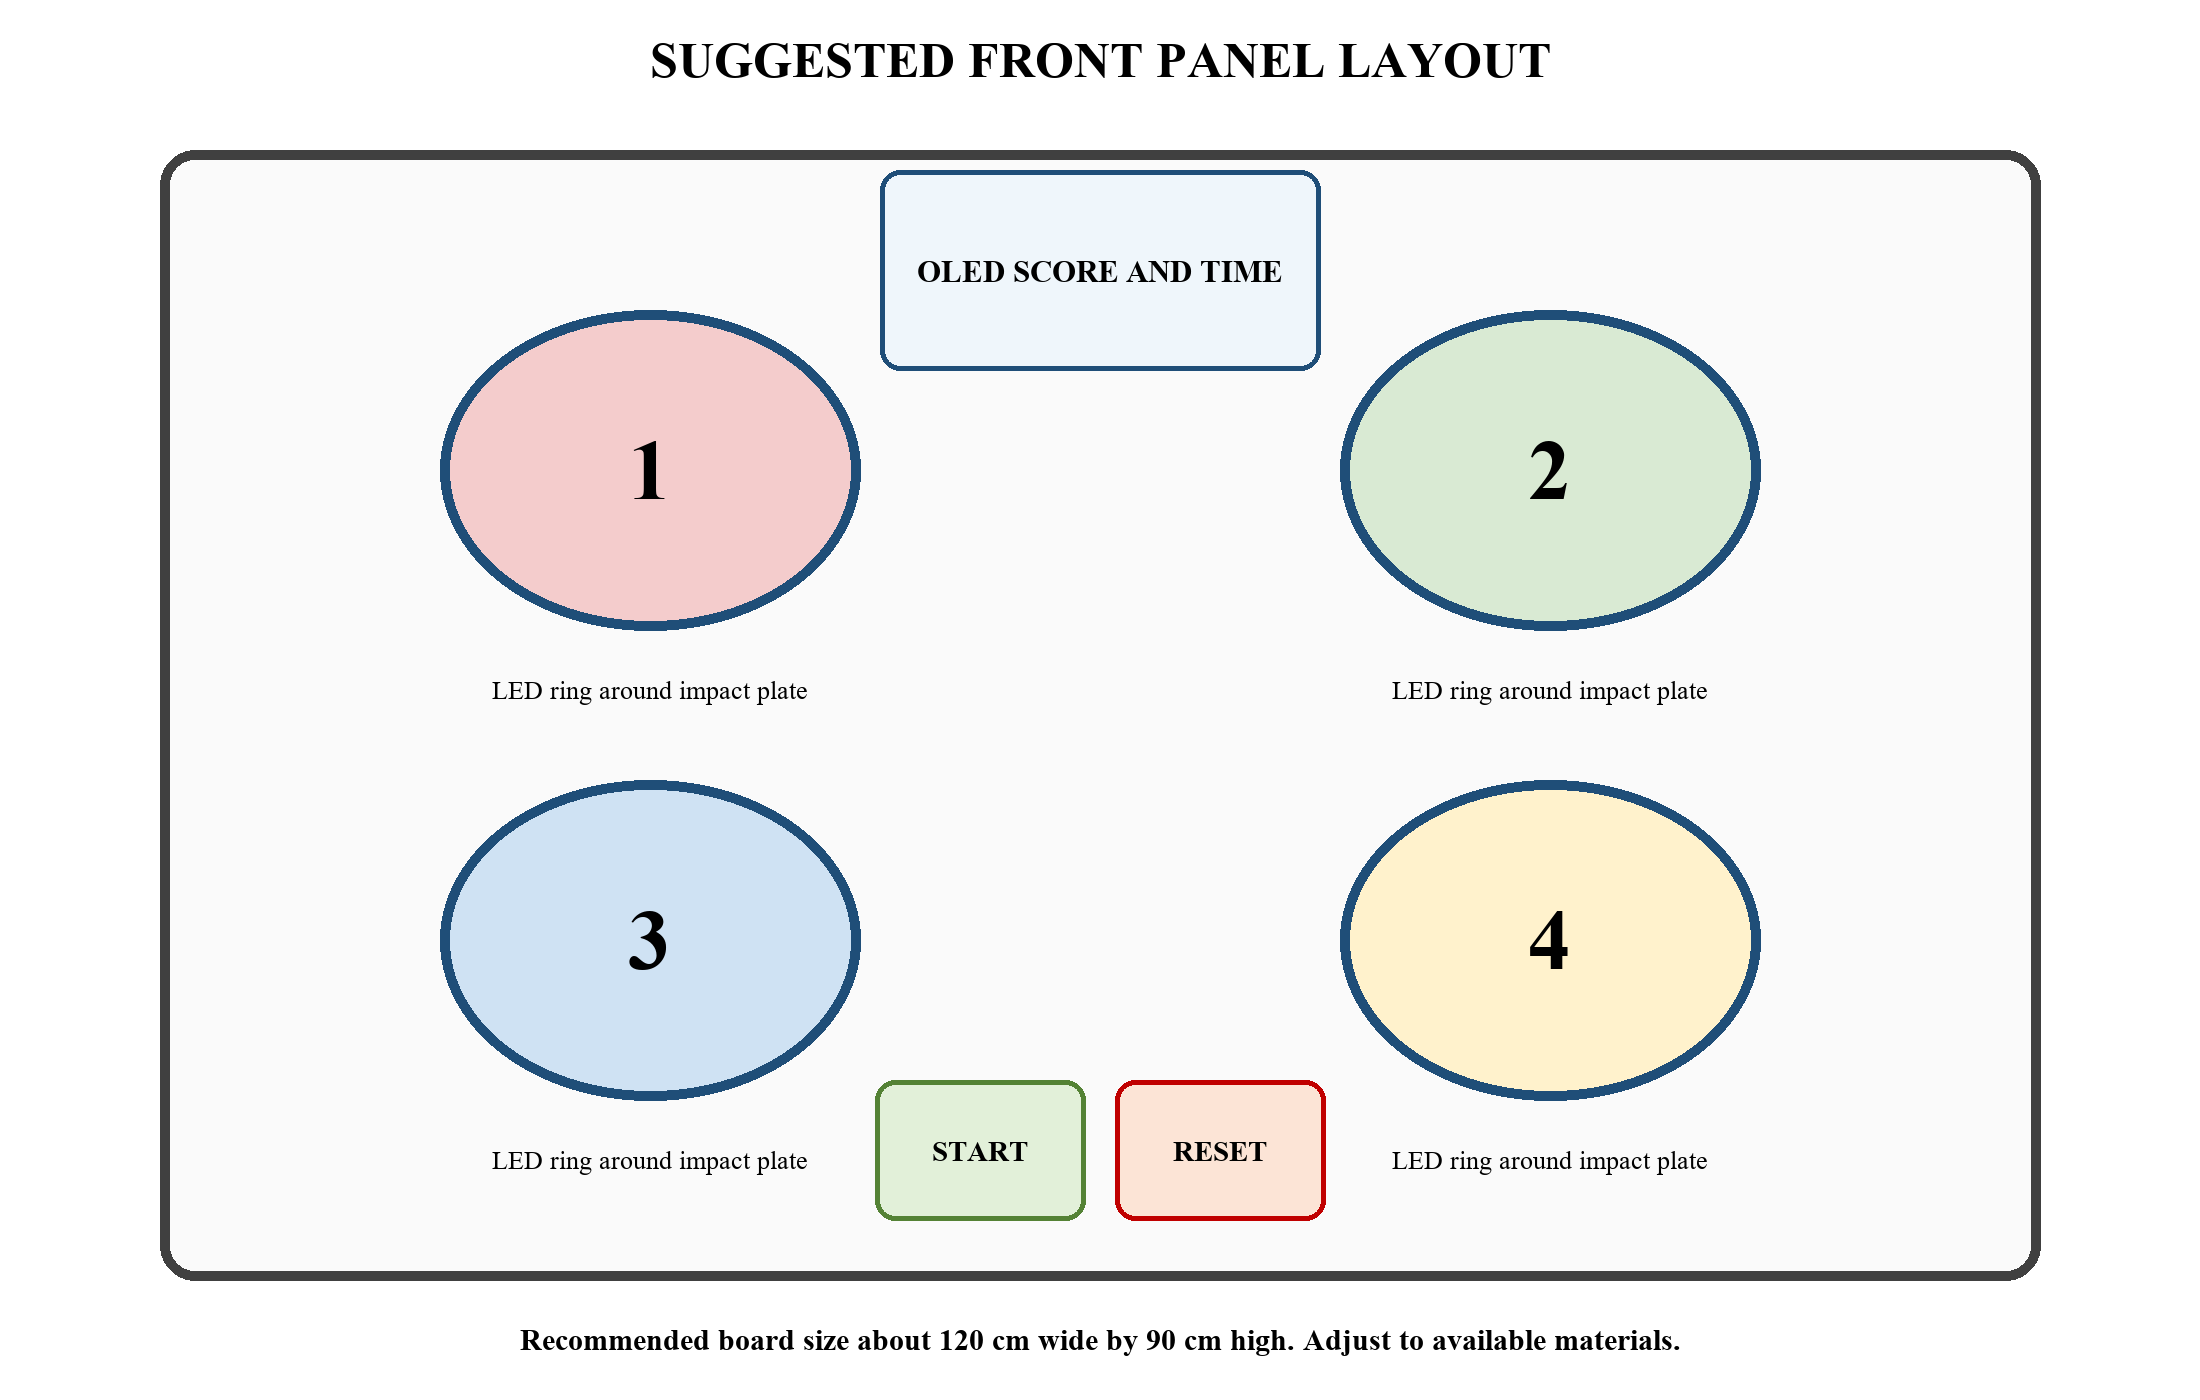 SUGGESTED FRONT PANEL LAYOUT
OLED SCORE AND TIME
1
2
LED ring around impact plate
LED ring around impact plate
3
4
START
RESET
LED ring around impact plate
LED ring around impact plate
Recommended board size about 120 cm wide by 90 cm high. Adjust to available materials.